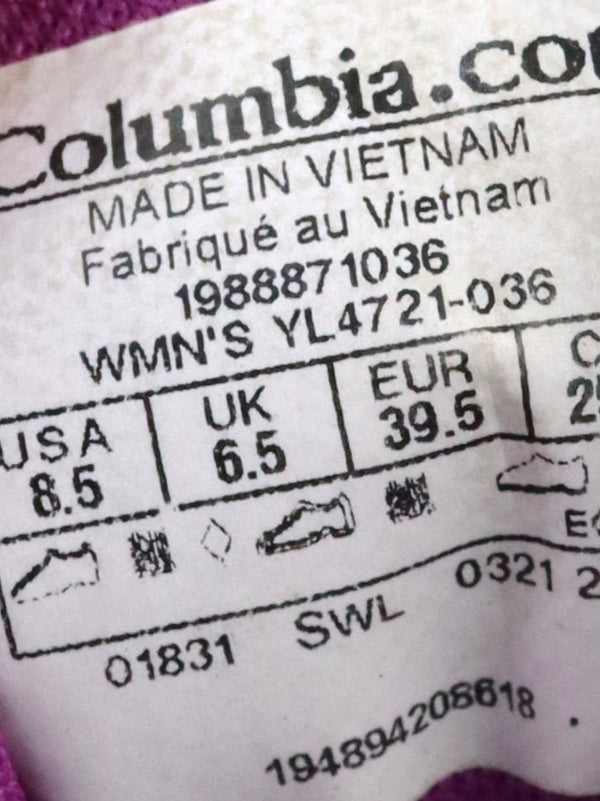 Columbia.co
MADE IN VIETNAM
Fabriqué au Vietnam
1988871036
WMN'S YL4721-036
USA UK EUR
8.5 6.5 39.5
01831 SWL 0321
194894208618